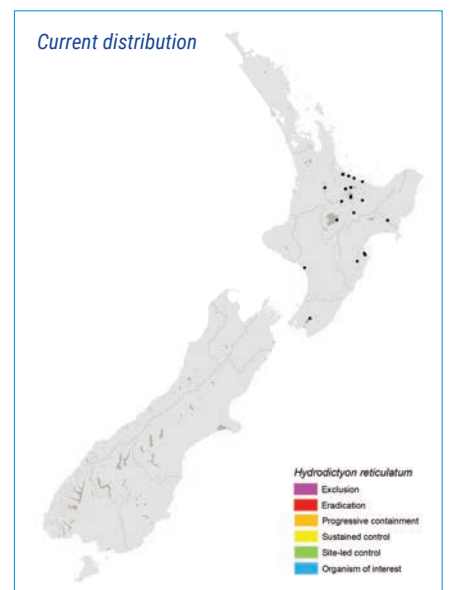 Current distribution
Hydrodictyon reticulatum
Exclusion
Eradication
Progressive containment
Sustained control
Site-led control
Organism of interest